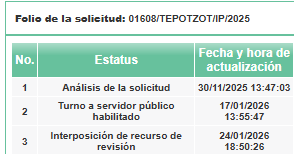 Folio de la solicitud: 01608/TEPOTZOT/IP/2025
No. Estatus Fecha y hora de actualización
1 Análisis de la solicitud 30/11/2025 13:47:03
2 Turno a servidor público habilitado 17/01/2026 13:55:47
3 Interposición de recurso de revisión 24/01/2026 18:50:26